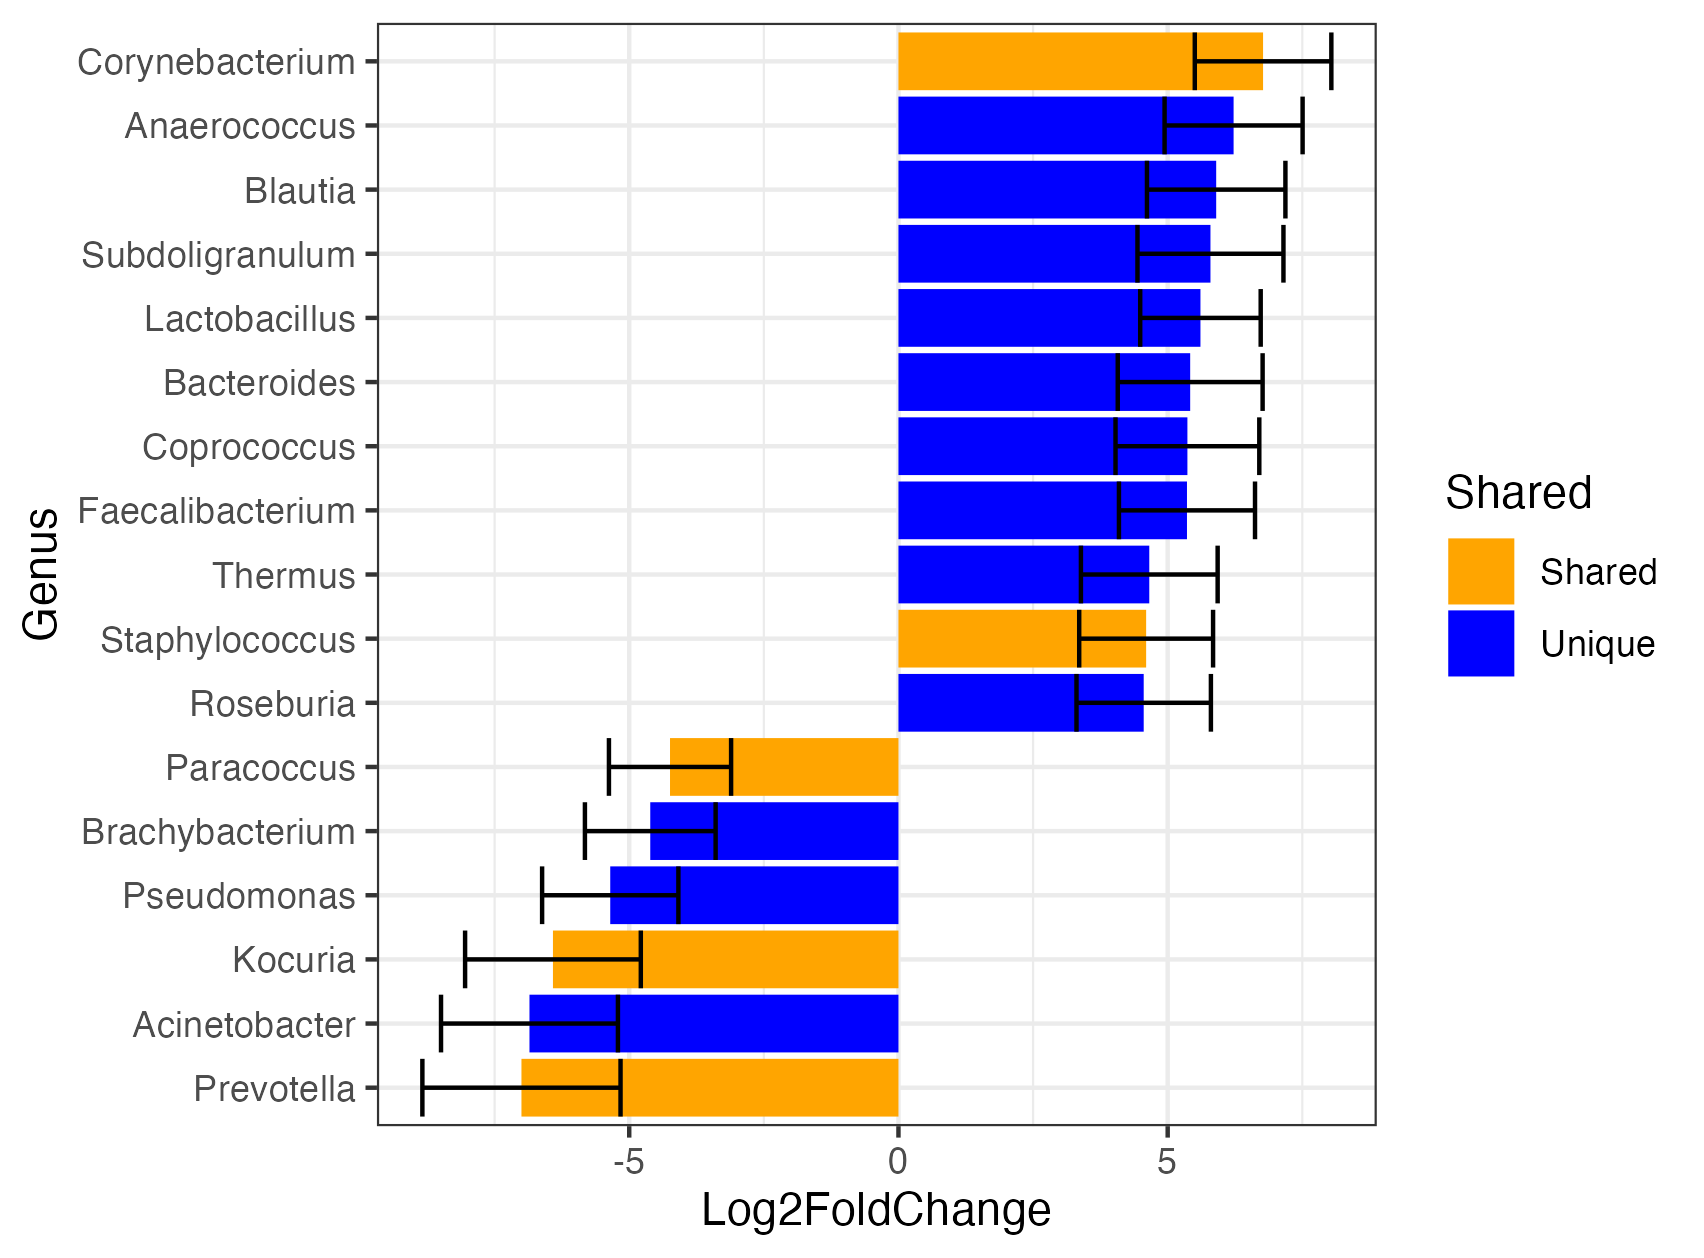 Corynebacterium
Anaerococcus
Blautia
Subdoligranulum
Lactobacillus
Bacteroides
Coprococcus
Faecalibacterium
Thermus
Staphylococcus
Roseburia
Paracoccus
Brachybacterium
Pseudomonas
Kocuria
Acinetobacter
Prevotella
Genus
-5 0 5
Log2FoldChange
Shared
Shared
Unique